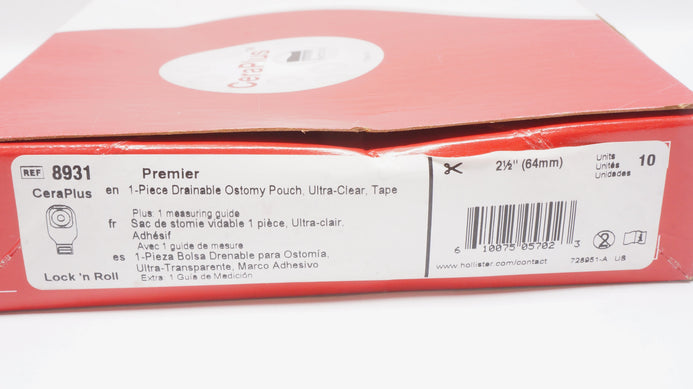 CeraPlus™
REF 8931
Premier
CeraPlus
en 1-Piece Drainable Ostomy Pouch, Ultra-Clear, Tape
Plus: 1 measuring guide
fr Sac de stomie vidable 1 pièce, Ultra-clair, Adhésif
Avec 1 guide de mesure
es 1-Pieza Bolsa Drenable para Ostomía,
Ultra-Transparente, Marco Adhesivo
Extra: 1 Guía de Medición
Lock 'n Roll
2½" (64mm)
Units
Unités
Unidades
10
6 10075 05702 3
www.hollister.com/contact
728951-A US